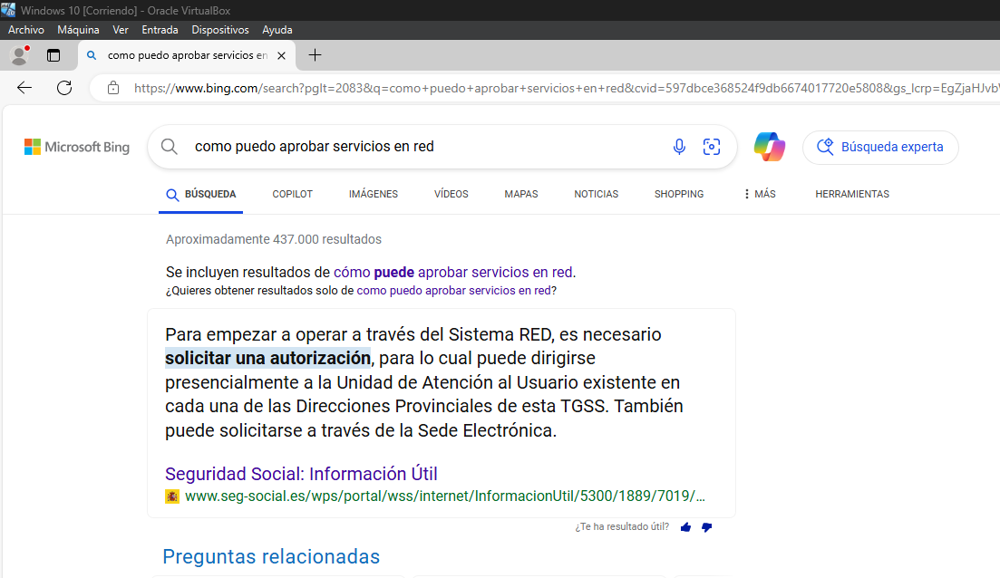 Windows 10 [Corriendo] - Oracle VirtualBox
Archivo Máquina Ver Entrada Dispositivos Ayuda
como puedo aprobar servicios en
https://www.bing.com/search?pglt=2083&q=como+puedo+aprobar+servicios+en+red&cvid=597dbce368524f9db6674017720e5808&gs_lcrp=EgZjaHJvb
Microsoft Bing
como puedo aprobar servicios en red
Búsqueda experta
BÚSQUEDA COPILOT IMÁGENES VÍDEOS MAPAS NOTICIAS SHOPPING MÁS HERRAMIENTAS
Aproximadamente 437.000 resultados
Se incluyen resultados de cómo puede aprobar servicios en red.
¿Quieres obtener resultados solo de como puedo aprobar servicios en red?
Para empezar a operar a través del Sistema RED, es necesario
solicitar una autorización, para lo cual puede dirigirse
presencialmente a la Unidad de Atención al Usuario existente en
cada una de las Direcciones Provinciales de esta TGSS. También
puede solicitarse a través de la Sede Electrónica.
Seguridad Social: Información Útil
www.seg-social.es/wps/portal/wss/internet/InformacionUtil/5300/1889/7019/…
¿Te ha resultado útil?
Preguntas relacionadas